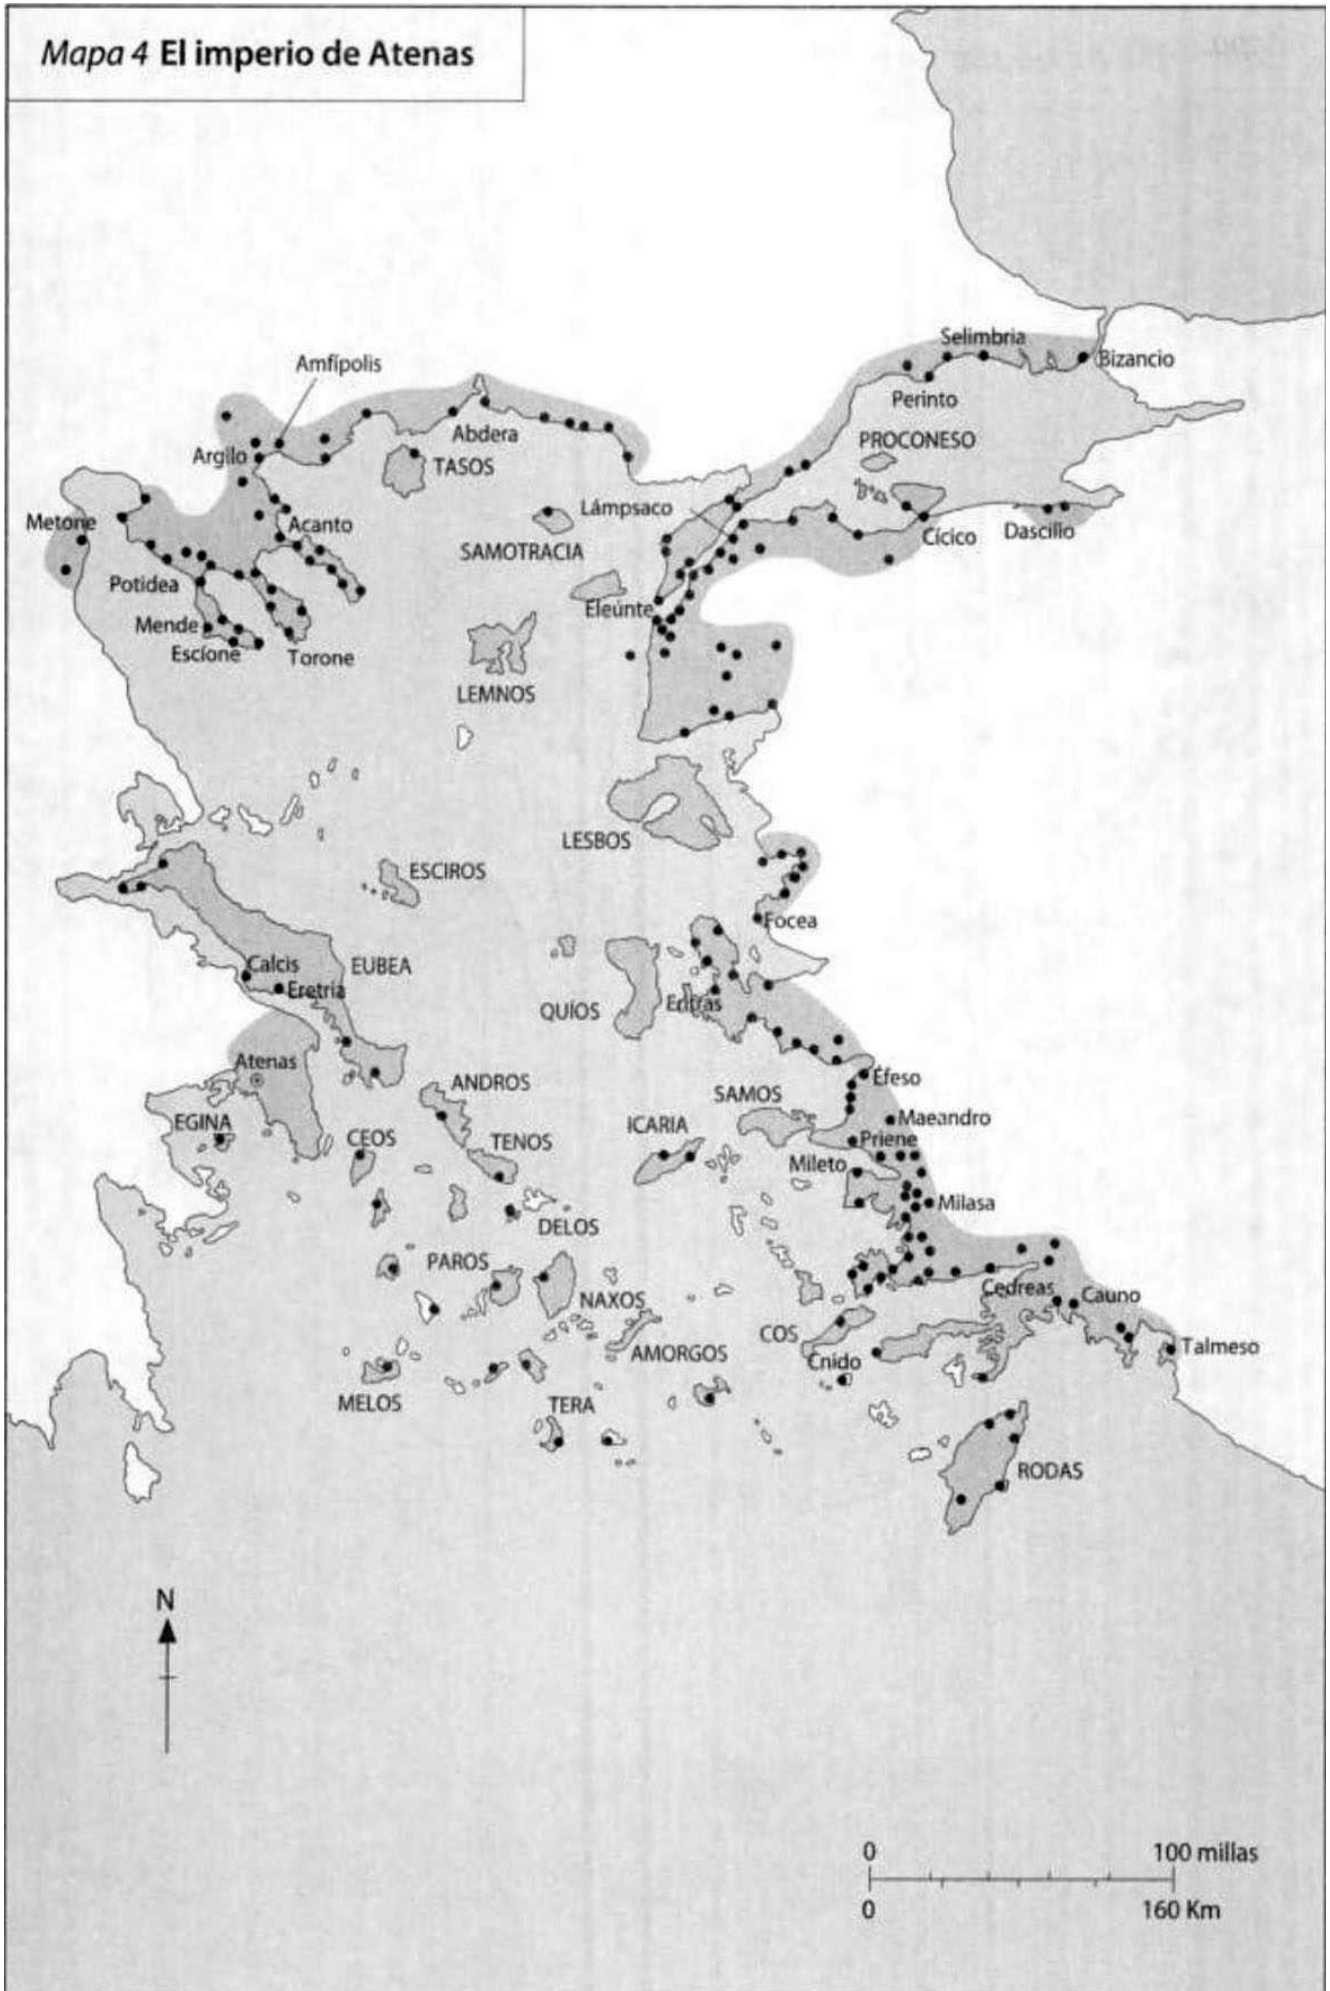 Mapa 4 El imperio de Atenas
Selimbria
Bizancio
Amfípolis
Perinto
Abdera
PROCONESO
Argilo
TASOS
Lámpsaco
Metone
Acanto
Cícico
Dascilio
SAMOTRACIA
Potidea
Eleúnte
Mende
Escíone
Torone
LEMNOS
LESBOS
ESCIROS
Focea
Calcis
EUBEA
Eretria
QUÍOS
Eritras
Atenas
Éfeso
ANDROS
SAMOS
EGINA
Maeandro
CEOS
TENOS
ICARIA
Priene
Mileto
Milasa
DELOS
PAROS
NAXOS
Cedreas
Cauno
COS
AMORGOS
Cnido
Talmeso
MELOS
TERA
RODAS
N
0 100 millas
0 160 Km